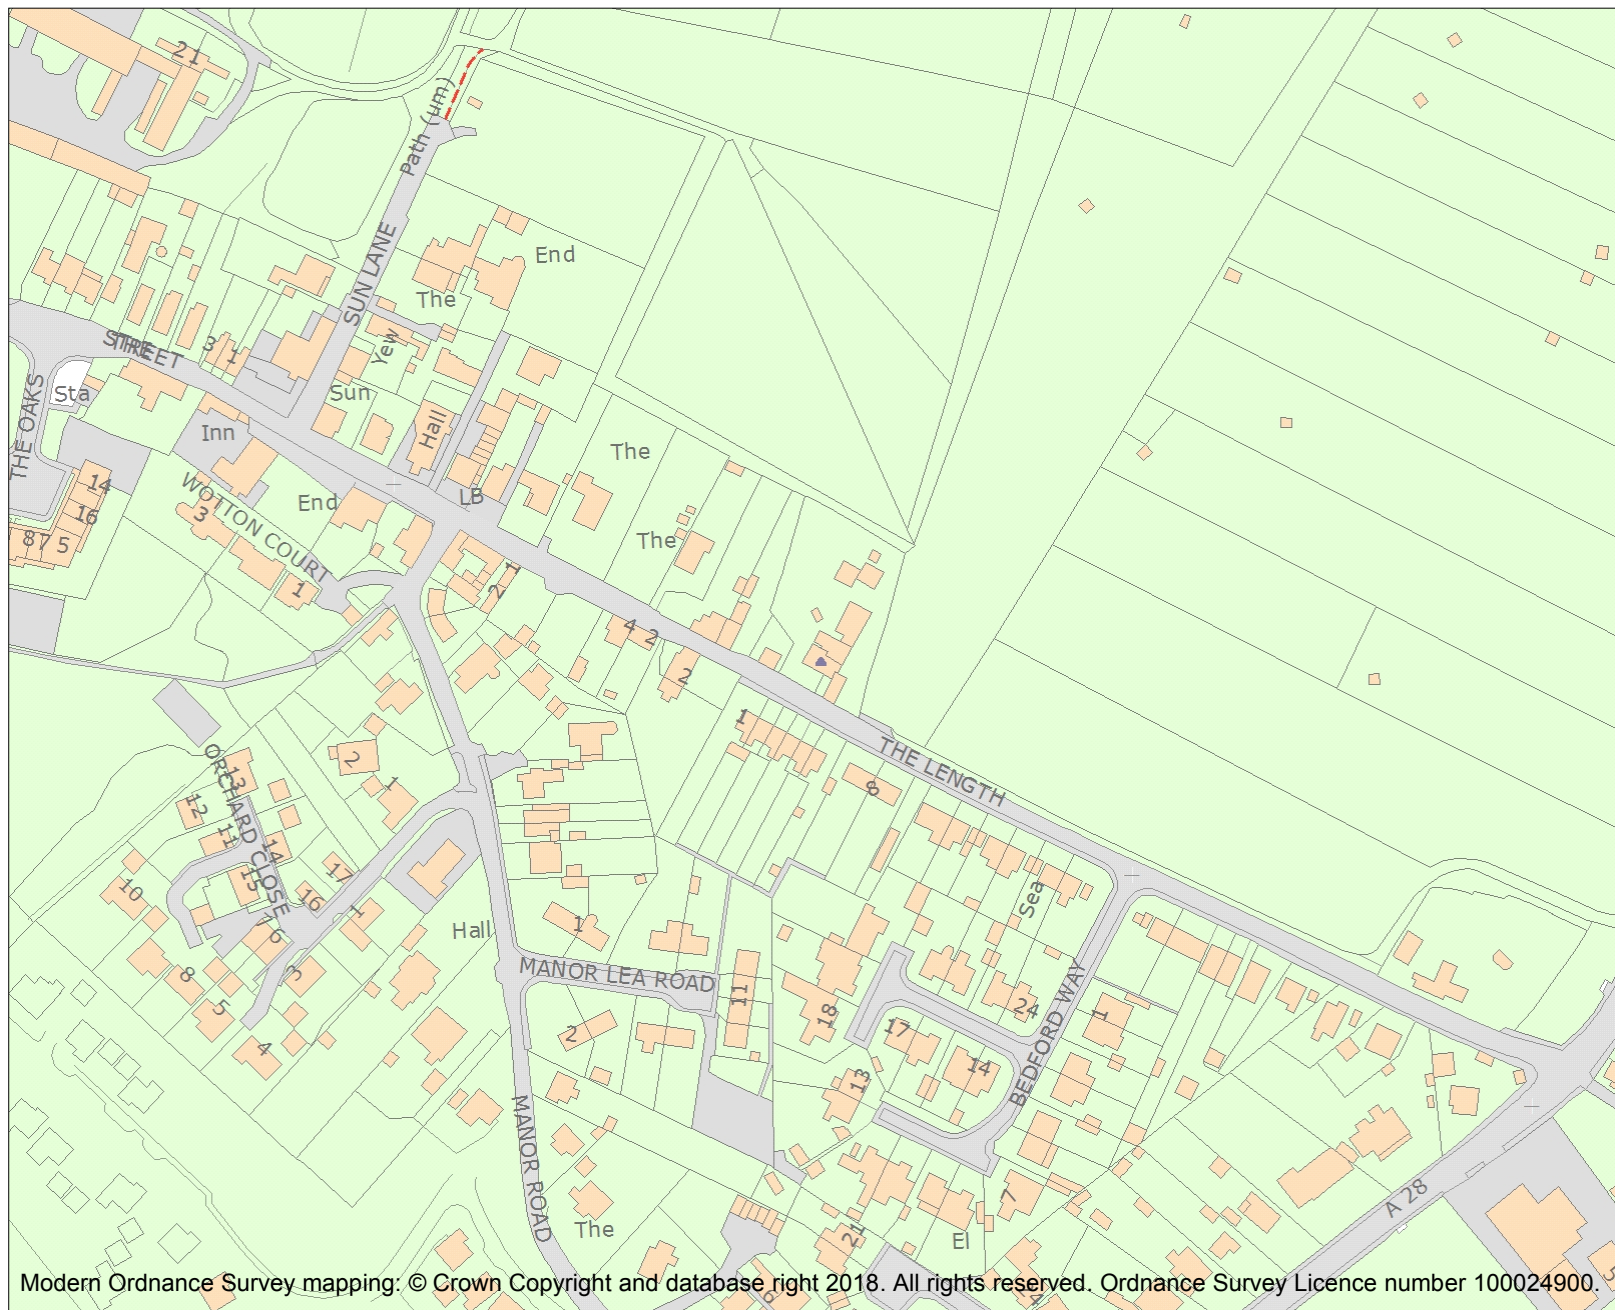 21
Path (um)
End
The
SUN LANE
Yew
3
1
THE
STREET
Sta
Sun
THE OAKS
Inn
Hall
The
LB
End
WOTTON COURT
14
16
3
8
7
5
The
1
1
2
4
2
2
1
THE LENGTH
8
2
1
ORCHARD CLOSE
13
12
11
14
15
17
16
10
1
7
6
Hall
1
Sea
MANOR LEA ROAD
11
8
3
5
18
24
1
17
BEDFORD WAY
4
2
14
13
MANOR ROAD
7
The
21
El
A 28
Modern Ordnance Survey mapping: © Crown Copyright and database right 2018. All rights reserved. Ordnance Survey Licence number 100024900.